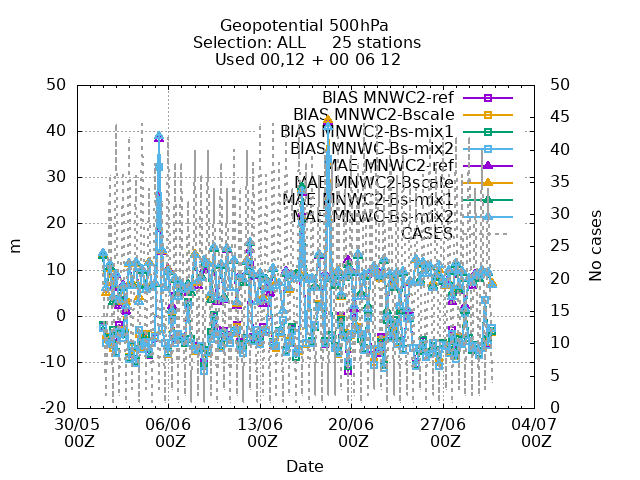 Geopotential 500hPa
Selection: ALL 25 stations
Used 00,12 + 00 06 12
50 50
BIAS MNWC2-ref
BIAS MNWC2-Bscale
45
BIAS MNWC2-Bs-mix1
40 40
BIAS MNWC-Bs-mix2
MAE MNWC2-ref
35
MAE MNWC2-Bscale
30
MAE MNWC2-Bs-mix1
30
MAE MNWC-Bs-mix2
20
CASES
25
m
No cases
10 20
0 15
10
-10
5
-20 0
30/05 06/06 13/06 20/06 27/06 04/07
00Z 00Z 00Z 00Z 00Z 00Z
Date